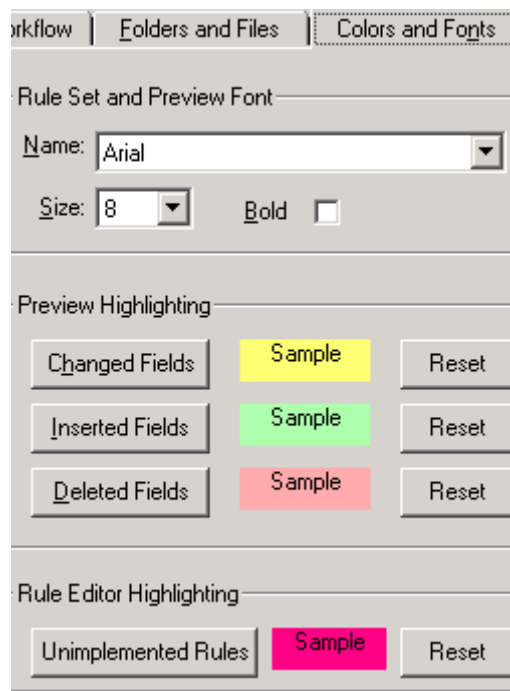 orkflow Folders and Files Colors and Fonts
Rule Set and Preview Font
Name: Arial
Size: 8 Bold
Preview Highlighting
Changed Fields Sample Reset
Inserted Fields Sample Reset
Deleted Fields Sample Reset
Rule Editor Highlighting
Unimplemented Rules Sample Reset